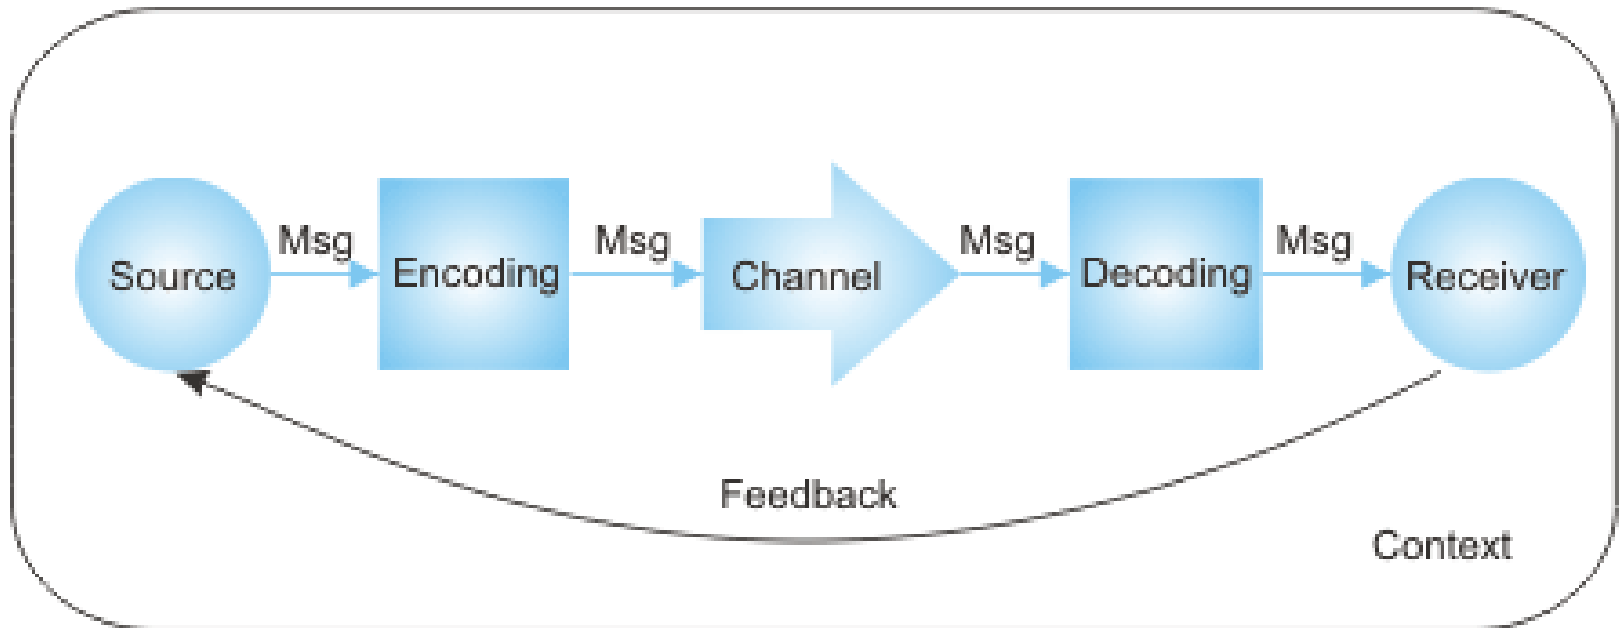 Msg
Msg
Msg
Msg
Source
Encoding
Channel
Decoding
Receiver
Feedback
Context